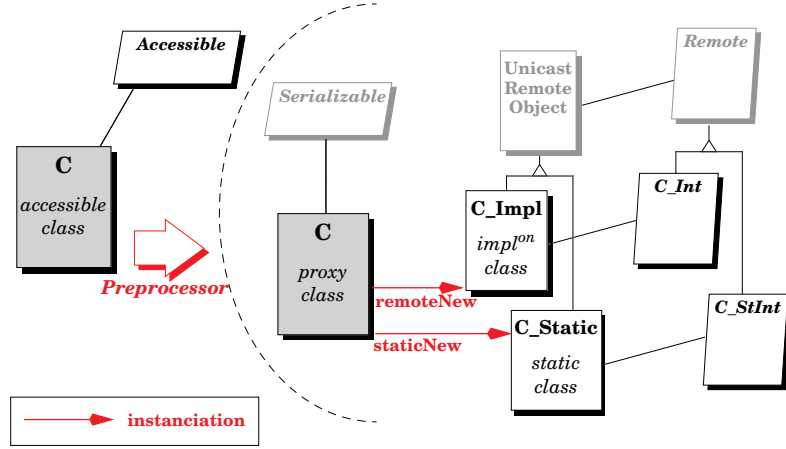 Accessible
C
accessible
class
Preprocessor
Serializable
C
proxy
class
remoteNew
staticNew
Unicast
Remote
Object
Remote
C_Impl
impl^on
class
C_Int
C_Static
static
class
C_StInt
instanciation